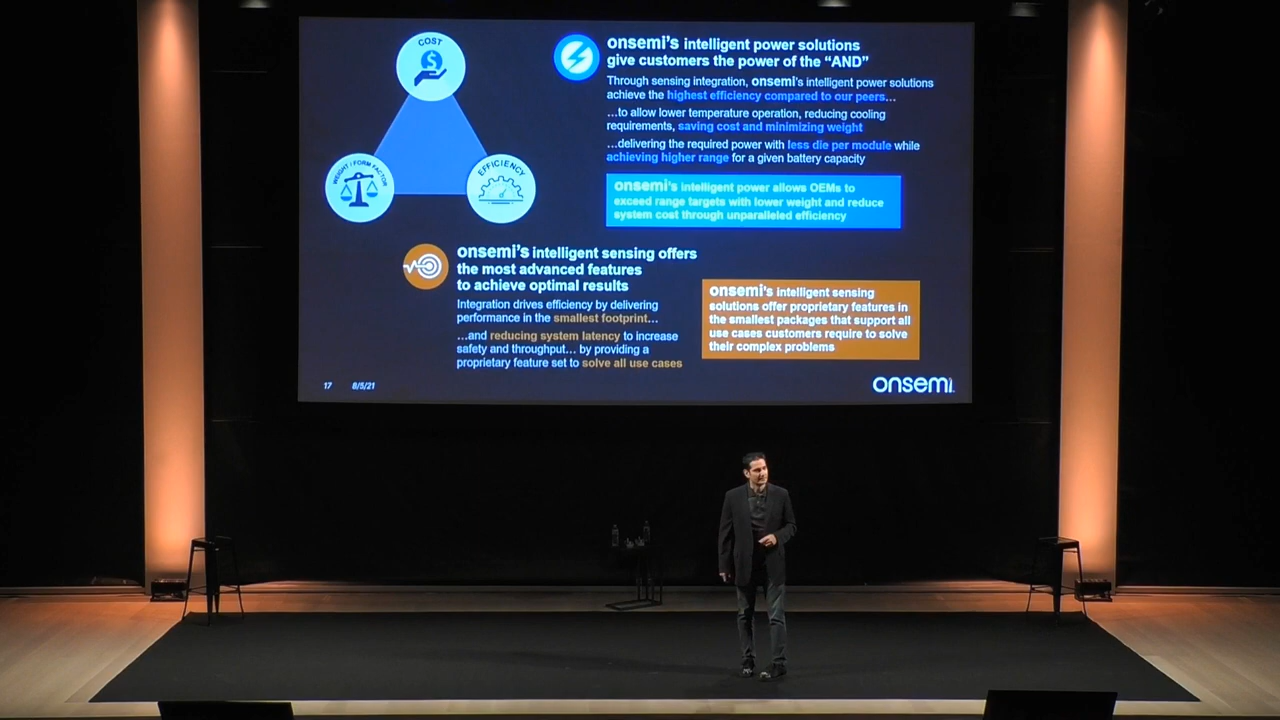 COST
WEIGHT / FORM FACTOR
EFFICIENCY
onsemi's intelligent power solutions
give customers the power of the “AND”
Through sensing integration, onsemi's intelligent power solutions
achieve the highest efficiency compared to our peers…
…to allow lower temperature operation, reducing cooling
requirements, saving cost and minimizing weight
…delivering the required power with less die per module while
achieving higher range for a given battery capacity
onsemi's intelligent power allows OEMs to
exceed range targets with lower weight and reduce
system cost through unparalleled efficiency
onsemi's intelligent sensing offers
the most advanced features
to achieve optimal results
Integration drives efficiency by delivering
performance in the smallest footprint…
…and reducing system latency to increase
safety and throughput… by providing a
proprietary feature set to solve all use cases
onsemi's intelligent sensing
solutions offer proprietary features in
the smallest packages that support all
use cases customers require to solve
their complex problems
17 8/5/21
onsemi